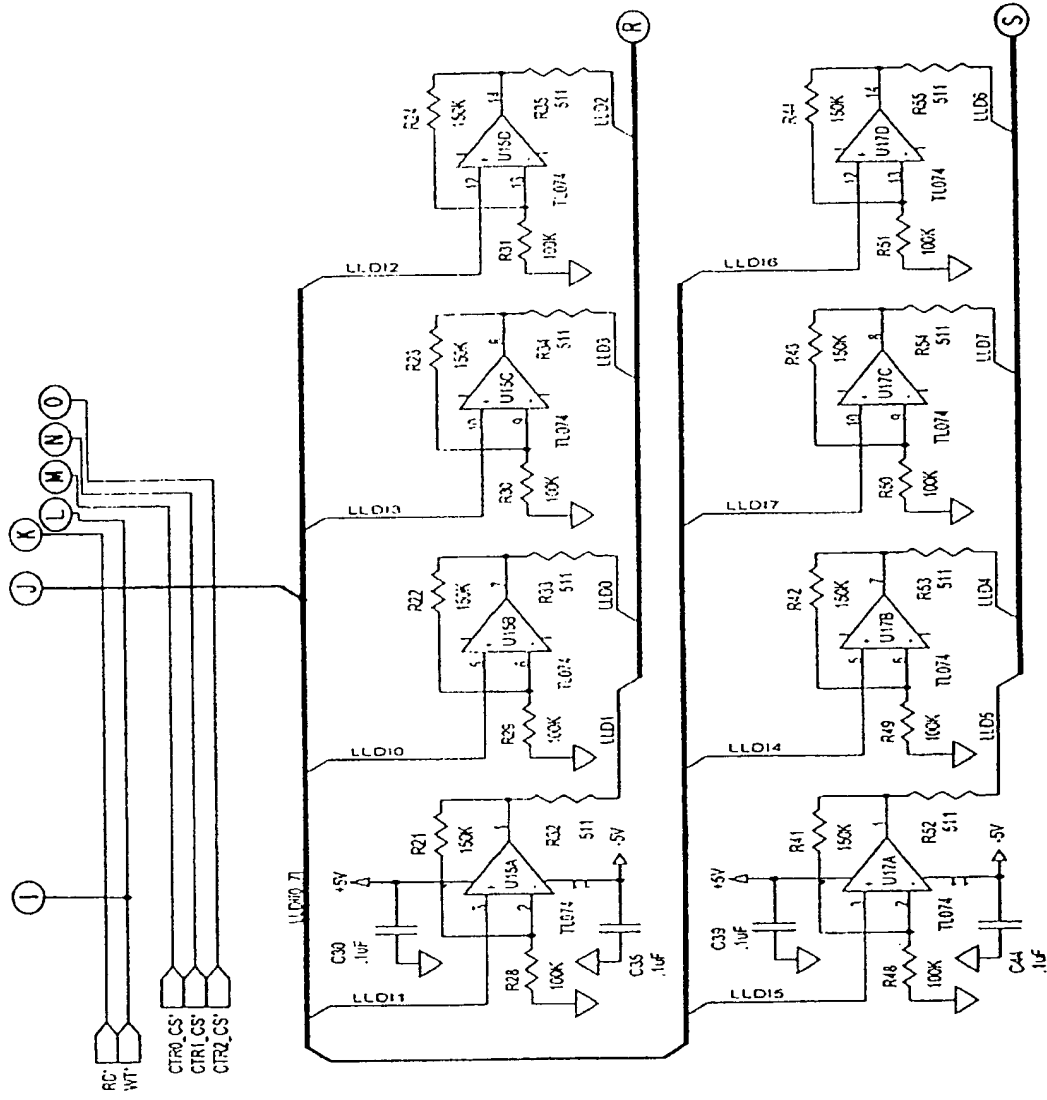 K
L
M
N
O
J
I
WT*
CTR0_CS*
CTR1_CS*
CTR2_CS*
LLDI1
LLDI0
LLDI3
LLDI2
+5V
C30
.1uF
R21
150K
U15A
1
2
TL074
R28
100K
C35
.1uF
-5V
R32
511
LLD1
R22
150K
U15B
5
6
7
TL074
R29
100K
R33
511
LLD0
R23
150K
U15C
10
9
TL074
R30
100K
R34
511
LLD3
R24
150K
U15D
12
13
14
TL074
R31
100K
R35
511
LLD2
R
LLDI5
LLDI4
LLDI7
LLDI6
+5V
C39
.1uF
R41
150K
U17A
1
TL074
R48
100K
C44
.1uF
-5V
R52
511
LLD5
R42
150K
U17B
5
6
7
TL074
R49
100K
R53
511
LLD4
R43
150K
U17C
10
9
8
TL074
R50
100K
R54
511
LLD7
R44
150K
U17D
12
13
14
TL074
R51
100K
R55
511
LLD6
S